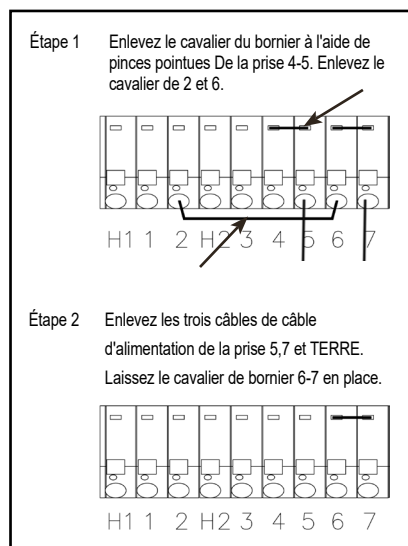 Étape 1 Enlevez le cavalier du bornier à l'aide de
pinces pointues De la prise 4-5. Enlevez le
cavalier de 2 et 6.
H1 1 2 H2 3 4 5 6 7
Étape 2 Enlevez les trois câbles de câble
d'alimentation de la prise 5,7 et TERRE.
Laissez le cavalier de bornier 6-7 en place.
H1 1 2 H2 3 4 5 6 7